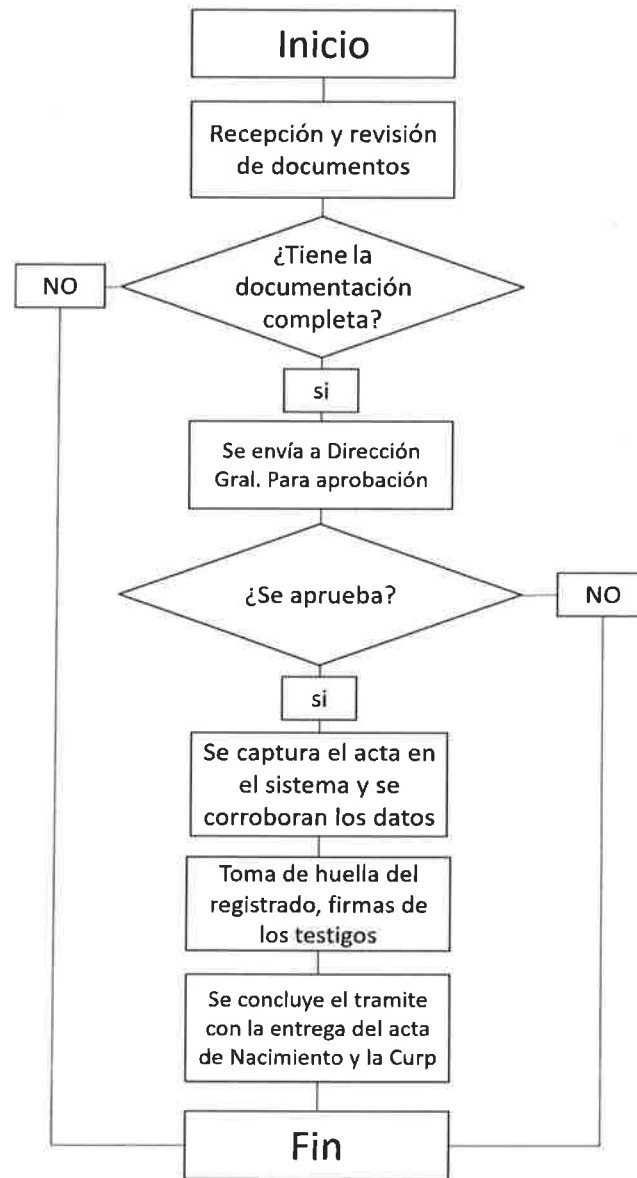 Inicio
Recepción y revisión
de documentos
¿Tiene la
documentación
completa?
NO
si
Se envía a Dirección
Gral. Para aprobación
¿Se aprueba?
NO
si
Se captura el acta en
el sistema y se
corroboran los datos
Toma de huella del
registrado, firmas de
los testigos
Se concluye el tramite
con la entrega del acta
de Nacimiento y la Curp
Fin